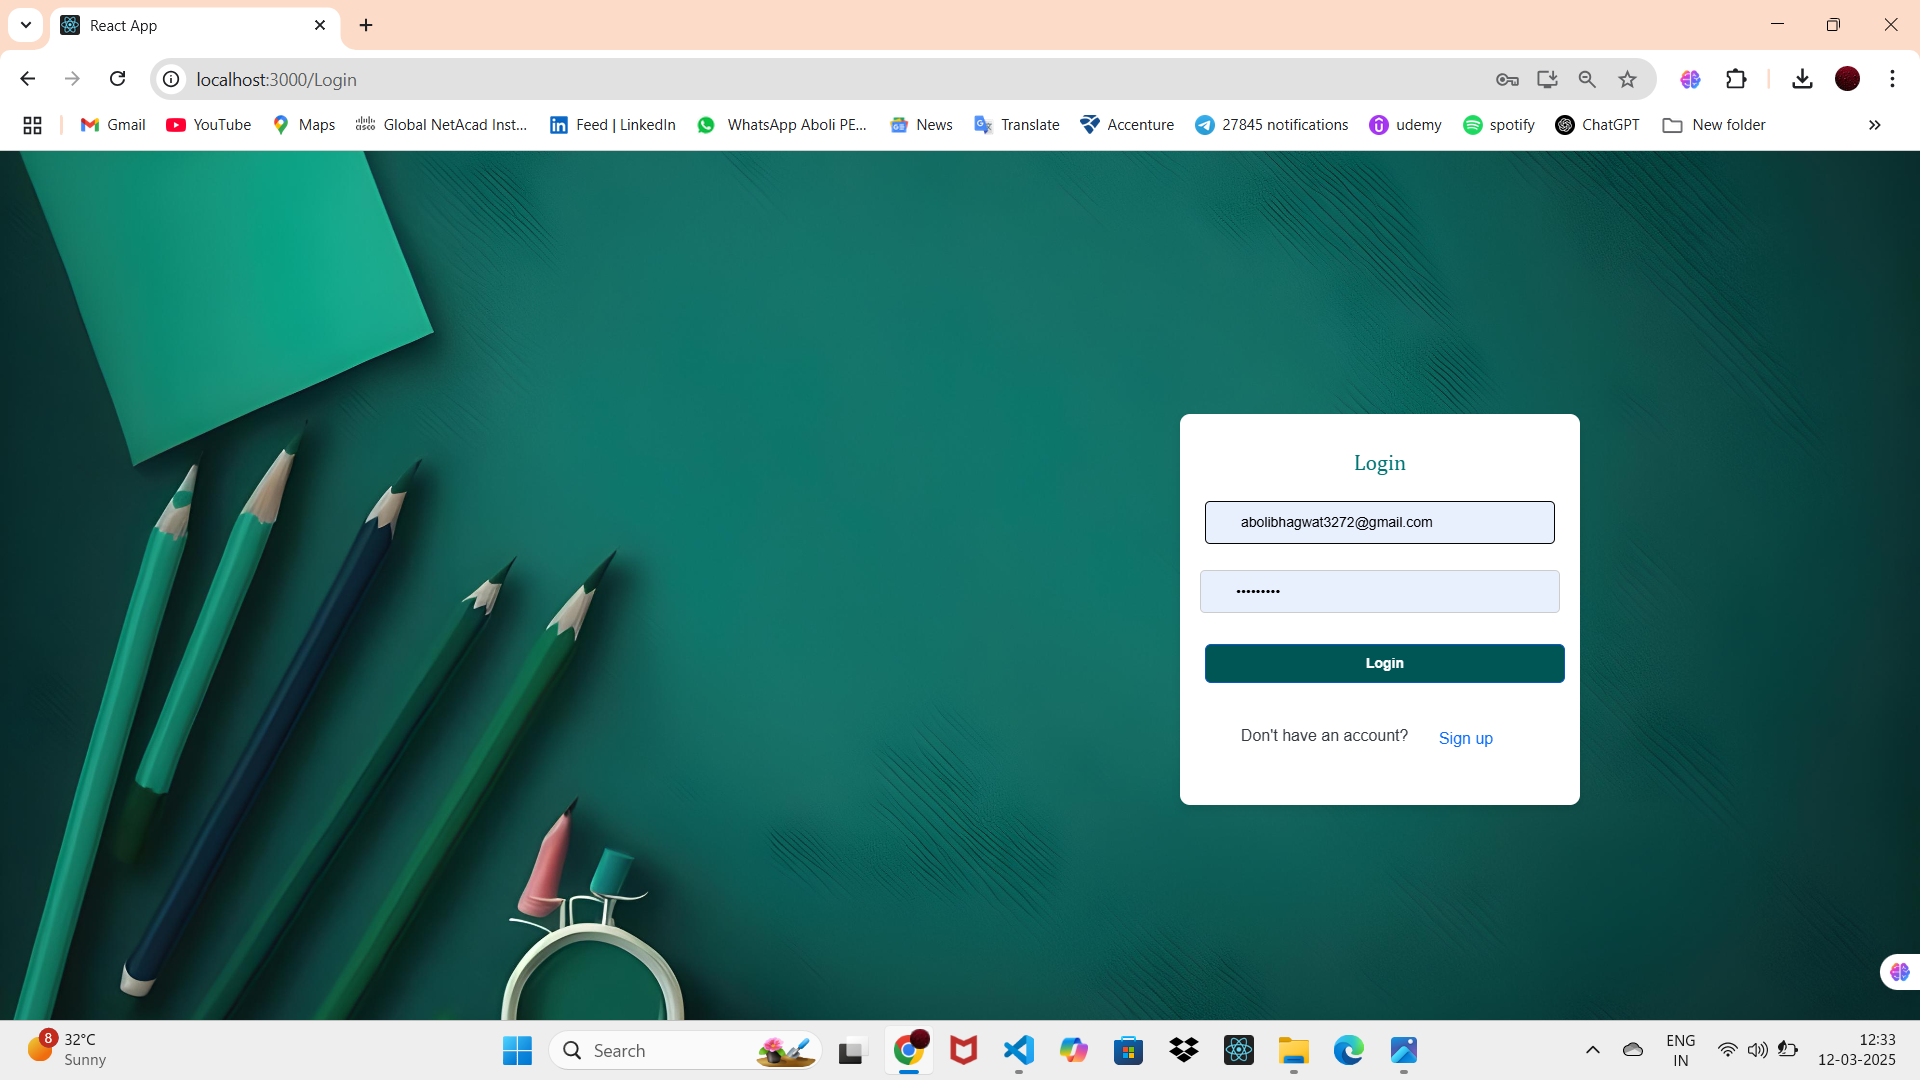 React App
localhost:3000/Login
Gmail YouTube Maps Global NetAcad Inst... Feed | LinkedIn WhatsApp Aboli PE... News Translate Accenture 27845 notifications udemy spotify ChatGPT New folder
Login
abolibhagwat3272@gmail.com
•••••••••
Login
Don't have an account? Sign up
8
32°C
Sunny
Search
ENG
IN
12:33
12-03-2025